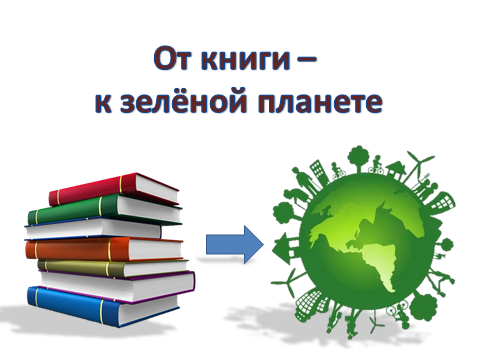 От книги –
к зелёной планете